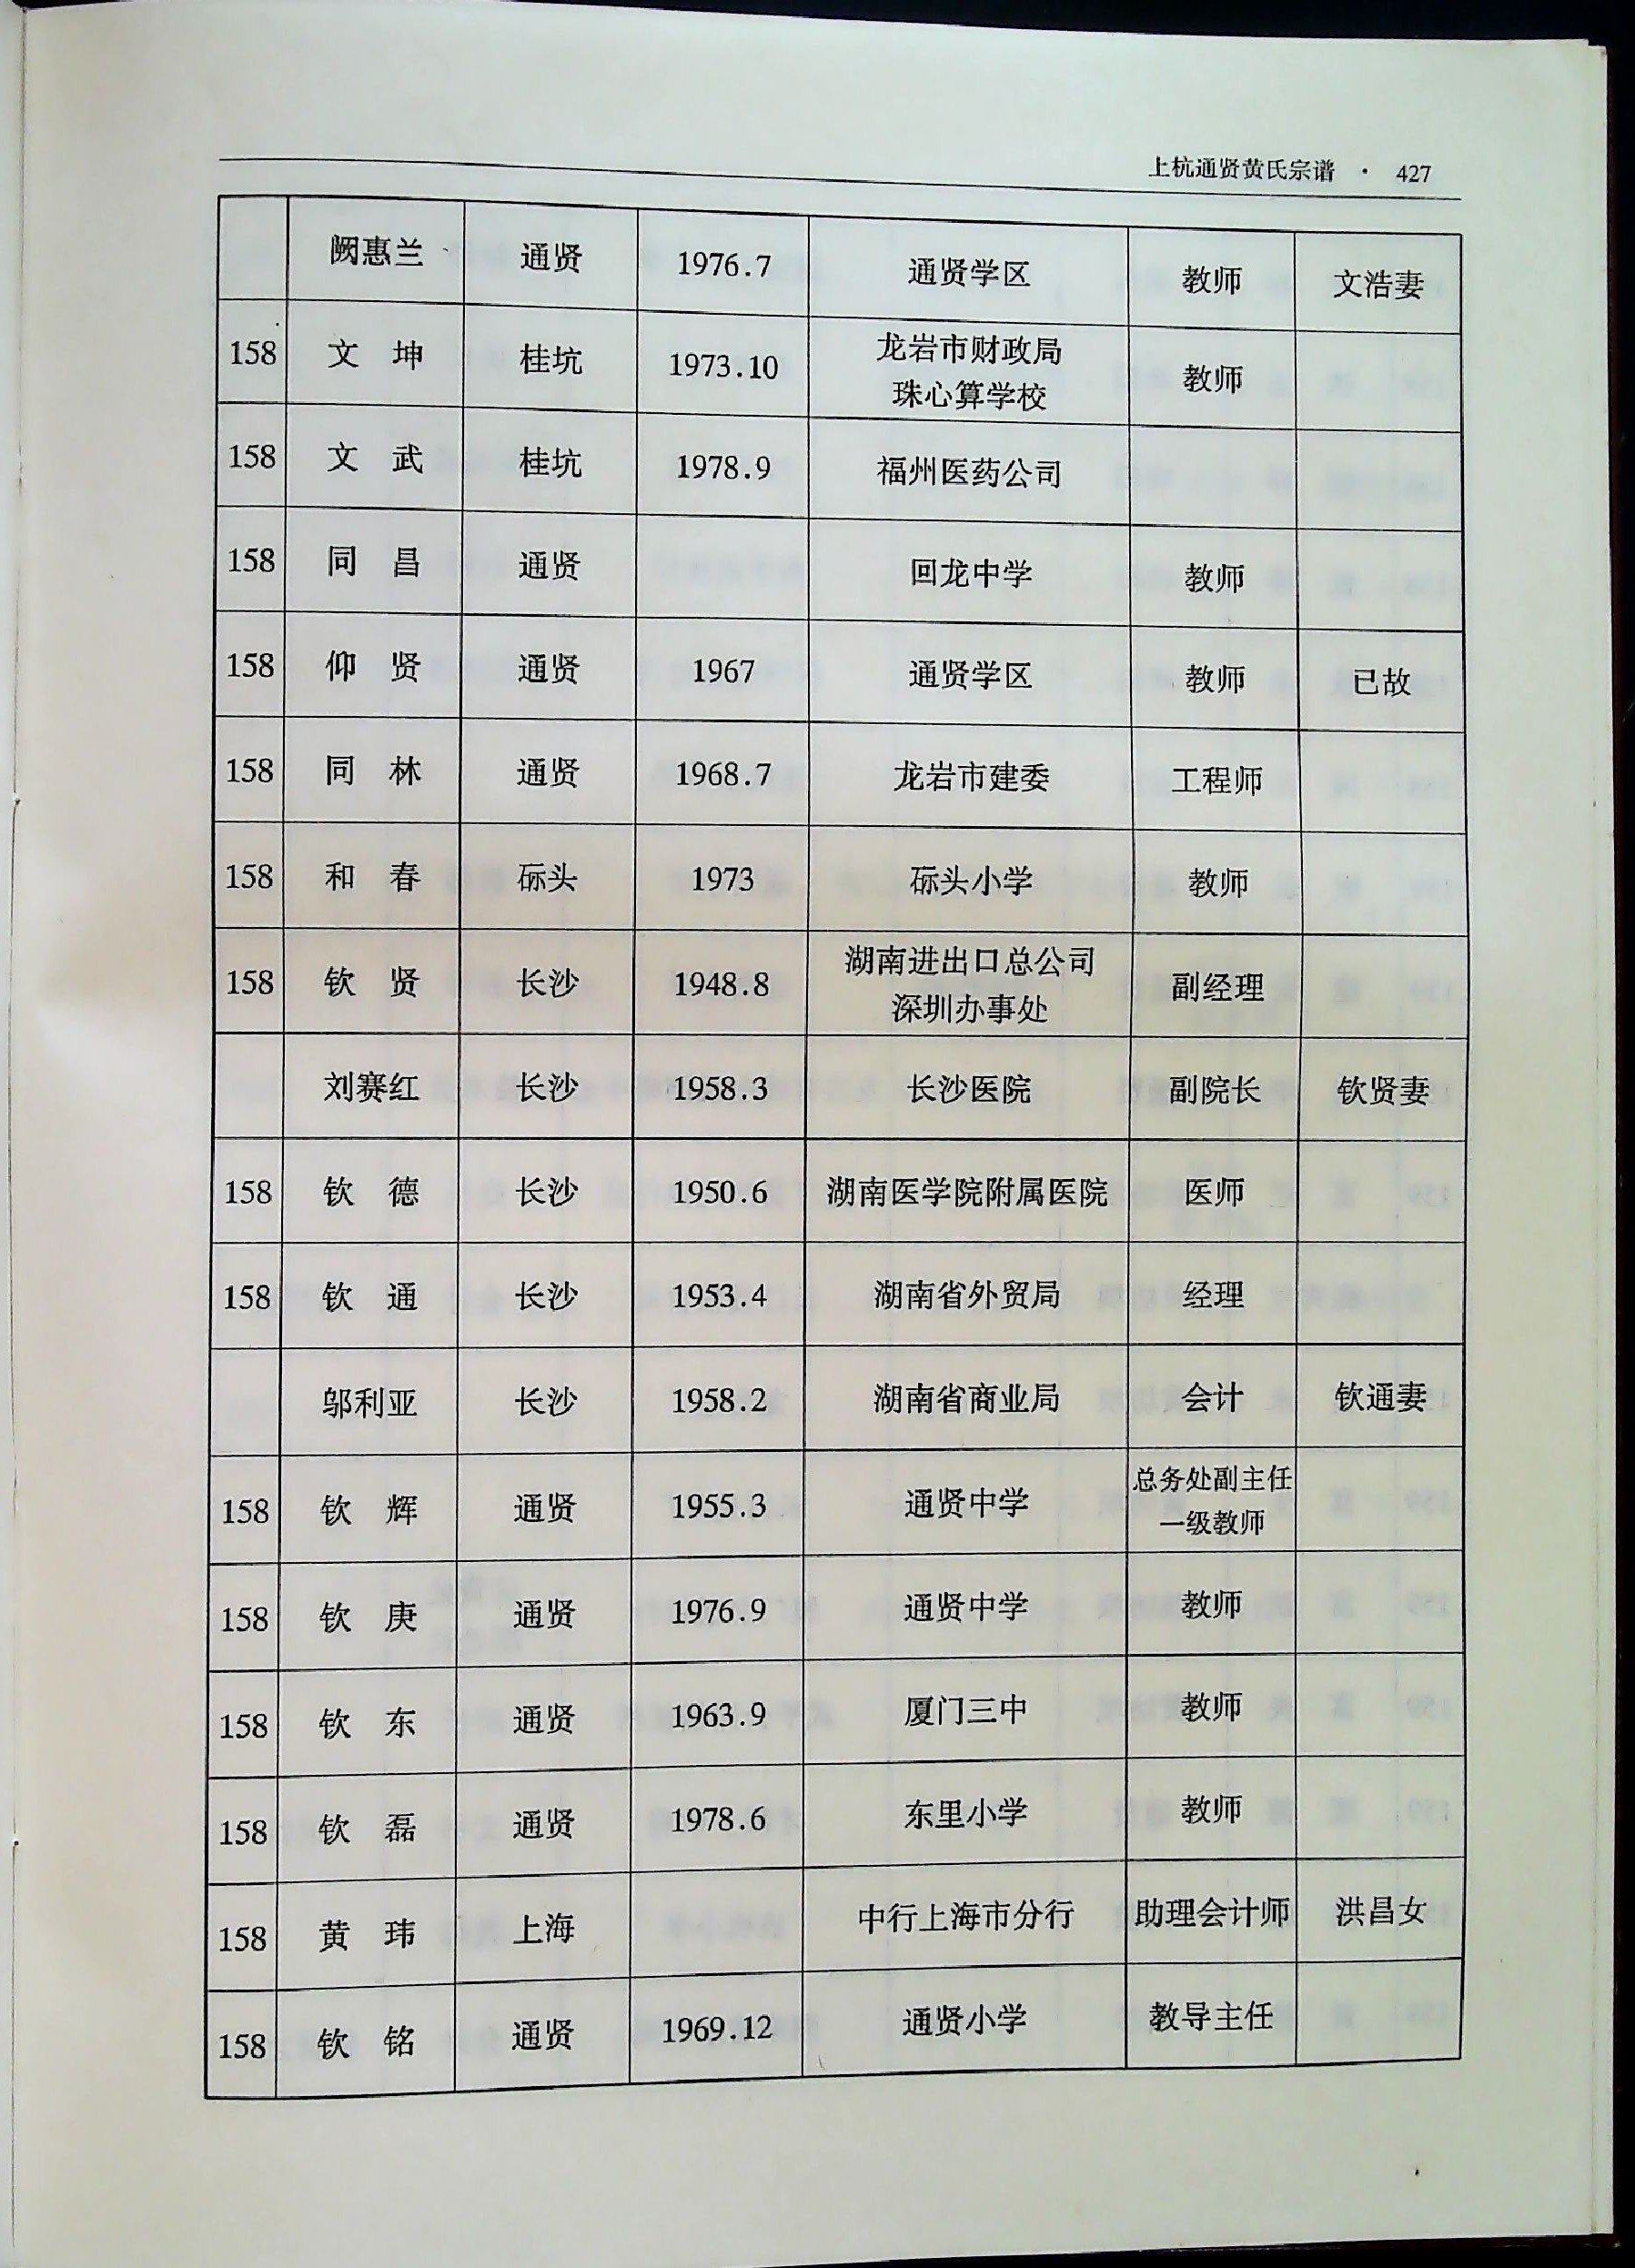 上杭通贤黄氏宗谱 · 427
阙惠兰 通贤 1976.7 通贤学区 教师 文浩妻
158 文 坤 桂坑 1973.10 龙岩市财政局 珠心算学校 教师
158 文 武 桂坑 1978.9 福州医药公司
158 同 昌 通贤 回龙中学 教师
158 仰 贤 通贤 1967 通贤学区 教师 已故
158 同 林 通贤 1968.7 龙岩市建委 工程师
158 和 春 砾头 1973 砾头小学 教师
158 钦 贤 长沙 1948.8 湖南进出口总公司 深圳办事处 副经理
刘赛红 长沙 1958.3 长沙医院 副院长 钦贤妻
158 钦 德 长沙 1950.6 湖南医学院附属医院 医师
158 钦 通 长沙 1953.4 湖南省外贸局 经理
邬利亚 长沙 1958.2 湖南省商业局 会计 钦通妻
158 钦 辉 通贤 1955.3 通贤中学 总务处副主任 一级教师
158 钦 庚 通贤 1976.9 通贤中学 教师
158 钦 东 通贤 1963.9 厦门三中 教师
158 钦 磊 通贤 1978.6 东里小学 教师
158 黄 玮 上海 中行上海市分行 助理会计师 洪昌女
158 钦 铭 通贤 1969.12 通贤小学 教导主任